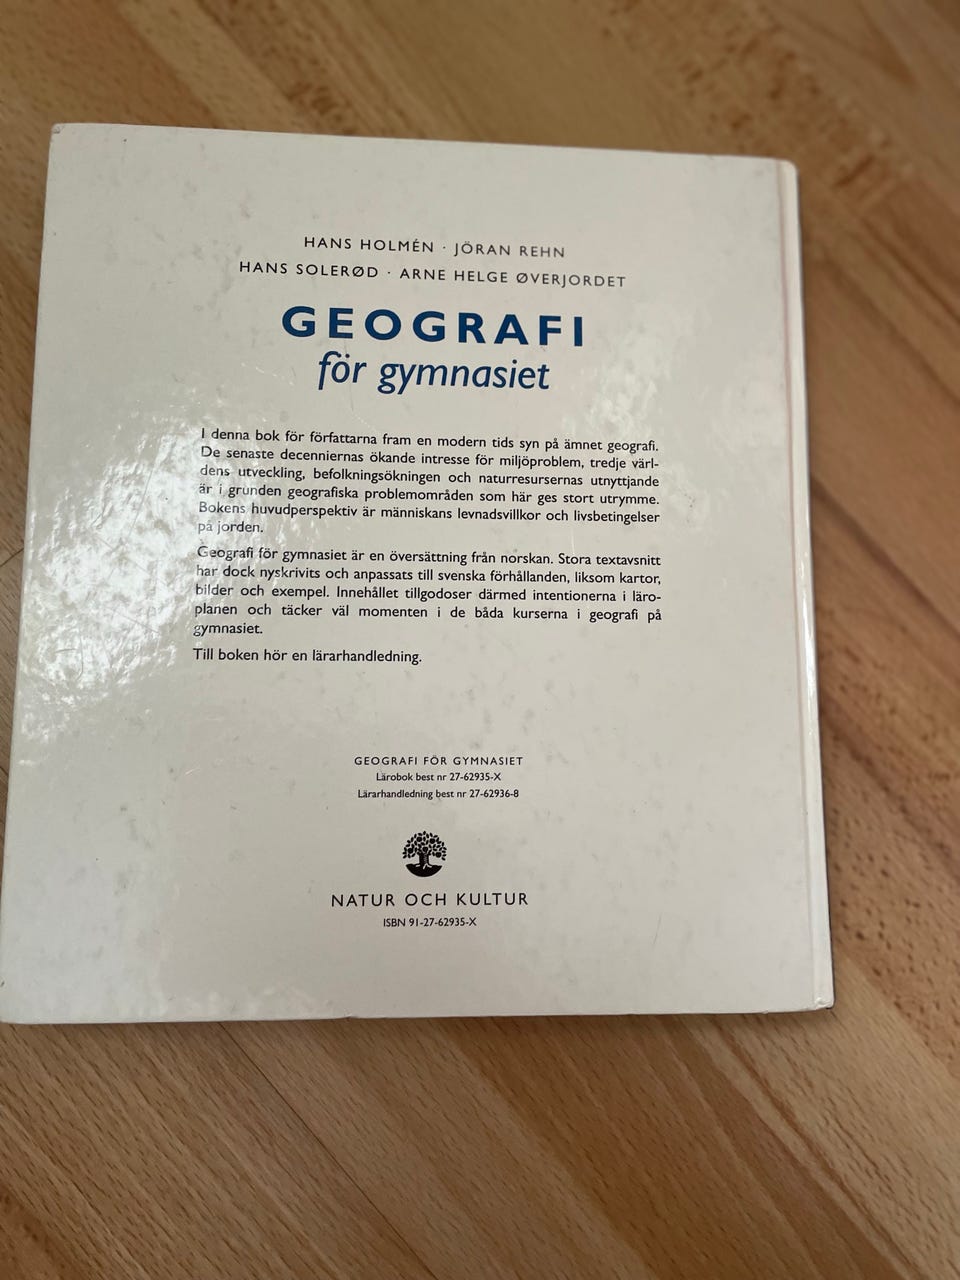 HANS HOLMÉN · JÖRAN REHN
HANS SOLERØD · ARNE HELGE ØVERJORDET
GEOGRAFI
för gymnasiet
I denna bok för författarna fram en modern tids syn på ämnet geografi.
De senaste decenniernas ökande intresse för miljöproblem, tredje värl-
dens utveckling, befolkningsökningen och naturresursernas utnyttjande
är i grunden geografiska problemområden som här ges stort utrymme.
Bokens huvudperspektiv är människans levnadsvillkor och livsbetingelser
på jorden.
Geografi för gymnasiet är en översättning från norskan. Stora textavsnitt
har dock nyskrivits och anpassats till svenska förhållanden, liksom kartor,
bilder och exempel. Innehållet tillgodoser därmed intentionerna i läro-
planen och täcker väl momenten i de båda kurserna i geografi på
gymnasiet.
Till boken hör en lärarhandledning.
GEOGRAFI FÖR GYMNASIET
Lärobok best nr 27-62935-X
Lärarhandledning best nr 27-62936-8
NATUR OCH KULTUR
ISBN 91-27-62935-X